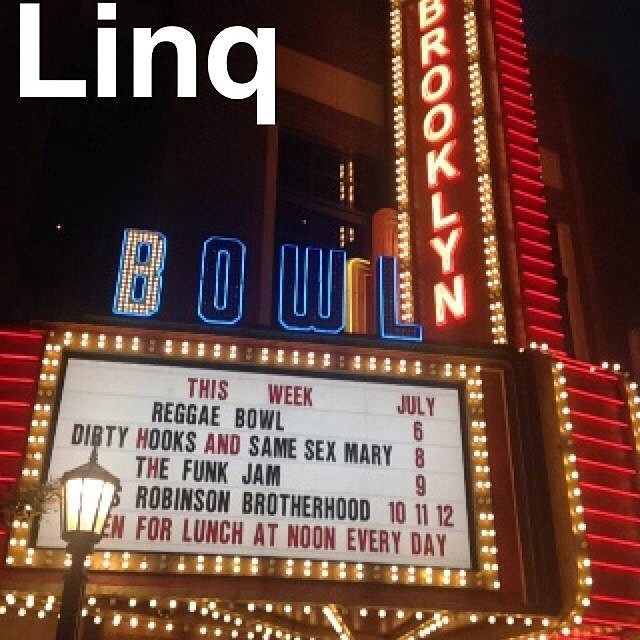 Linq
BROOKLYN
BOWL
THIS WEEK JULY
REGGAE BOWL 6
DIRTY HOOKS AND SAME SEX MARY 8
THE FUNK JAM 9
ROBINSON BROTHERHOOD 10 11 12
FOR LUNCH AT NOON EVERY DAY